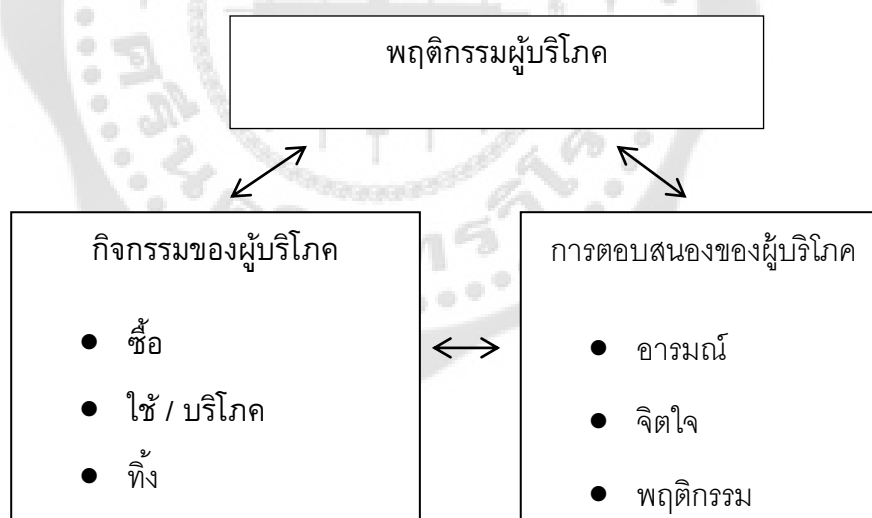 พฤติกรรมผู้บริโภค
กิจกรรมของผู้บริโภค
● ซื้อ
● ใช้ / บริโภค
● ทิ้ง
การตอบสนองของผู้บริโภค
● อารมณ์
● จิตใจ
● พฤติกรรม